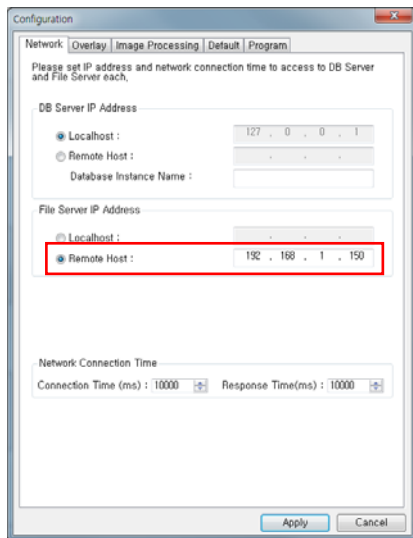 Configuration
Network Overlay Image Processing Default Program
Please set IP address and network connection time to access to DB Server
and File Server each,
DB Server IP Address
Localhost : 127 . 0 . 0 . 1
Remote Host : . . .
Database Instance Name :
File Server IP Address
Localhost : . . .
Remote Host : 192 . 168 . 1 . 150
Network Connection Time
Connection Time (ms) : 10000 Response Time(ms) : 10000
Apply Cancel